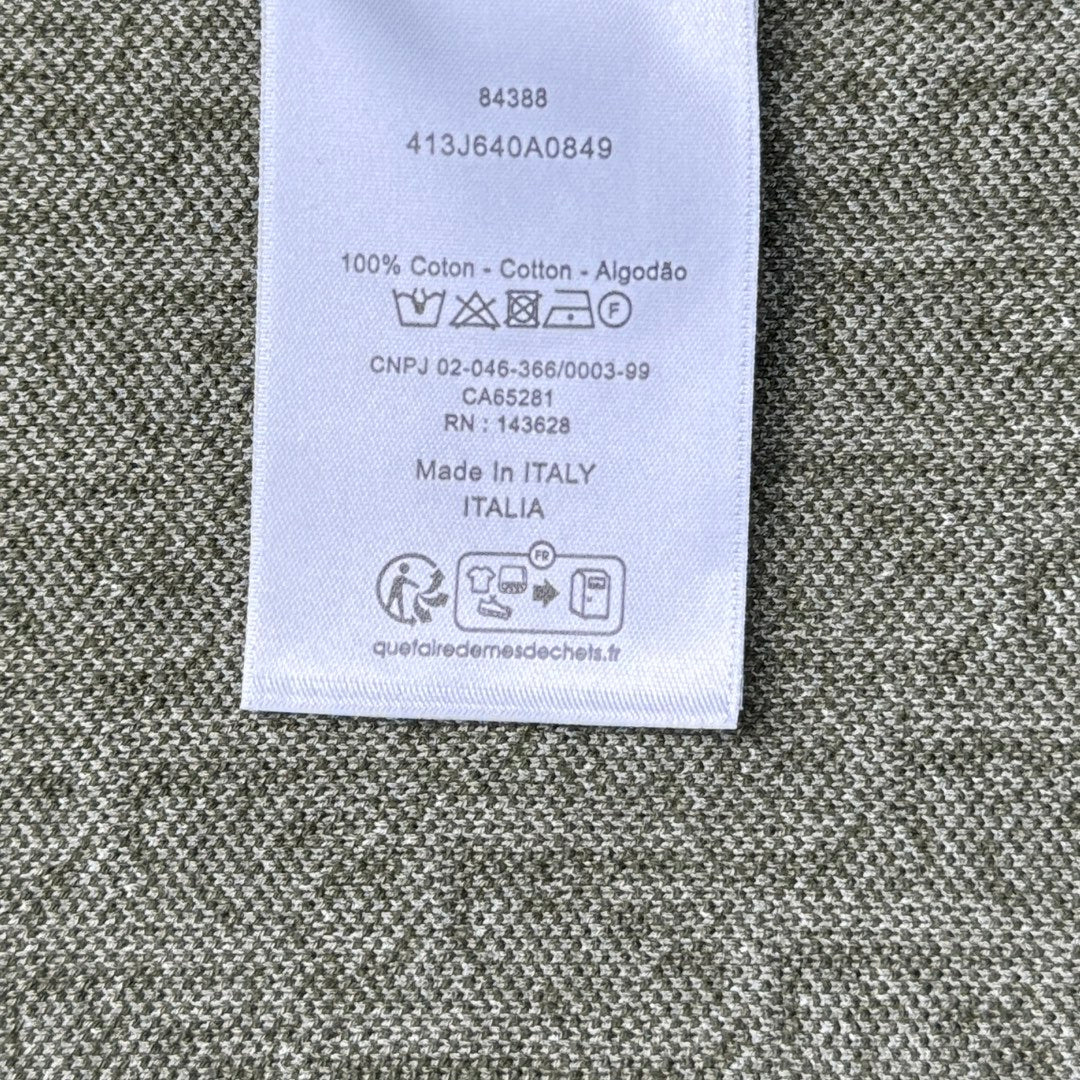 84388
413J640A0849
100% Coton - Cotton - Algodão
F
CNPJ 02-046-366/0003-99
CA65281
RN : 143628
Made In ITALY
ITALIA
FR
quefairedemesdechets.fr